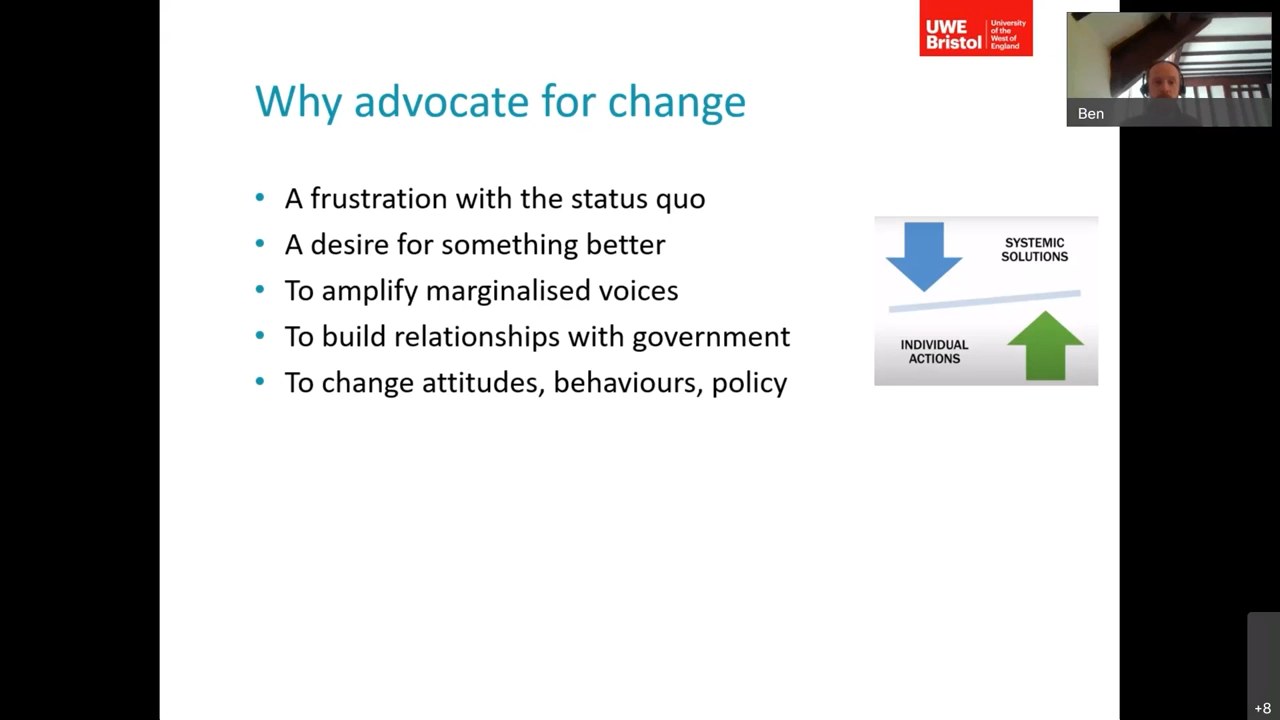 UWE
Bristol
University
of the
West of
England
Ben
Why advocate for change
• A frustration with the status quo
• A desire for something better
• To amplify marginalised voices
• To build relationships with government
• To change attitudes, behaviours, policy
SYSTEMIC
SOLUTIONS
INDIVIDUAL
ACTIONS
+8